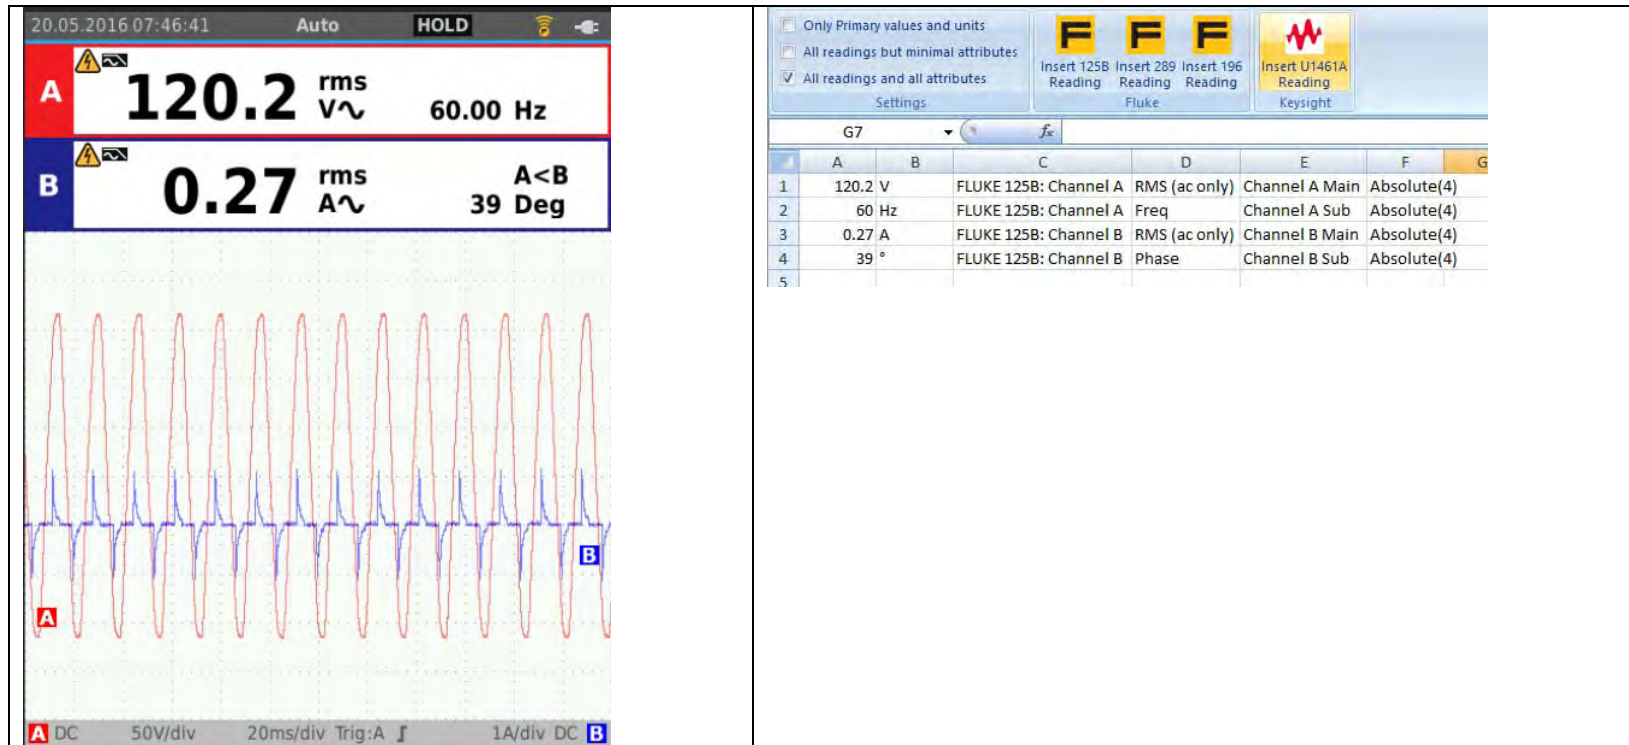 20.05.2016 07:46:41 Auto HOLD
A 120.2 rms V∿ 60.00 Hz
B 0.27 rms A∿ A<B 39 Deg
B
A
A DC 50V/div 20ms/div Trig:A ƒ 1A/div DC B
Only Primary values and units
All readings but minimal attributes
All readings and all attributes
Settings
Insert 125B Reading
Insert 289 Reading
Insert 196 Reading
Fluke
Insert U1461A Reading
Keysight
G7 fx
A B C D E F G
1 120.2 V FLUKE 125B: Channel A RMS (ac only) Channel A Main Absolute(4)
2 60 Hz FLUKE 125B: Channel A Freq Channel A Sub Absolute(4)
3 0.27 A FLUKE 125B: Channel B RMS (ac only) Channel B Main Absolute(4)
4 39 ° FLUKE 125B: Channel B Phase Channel B Sub Absolute(4)
5